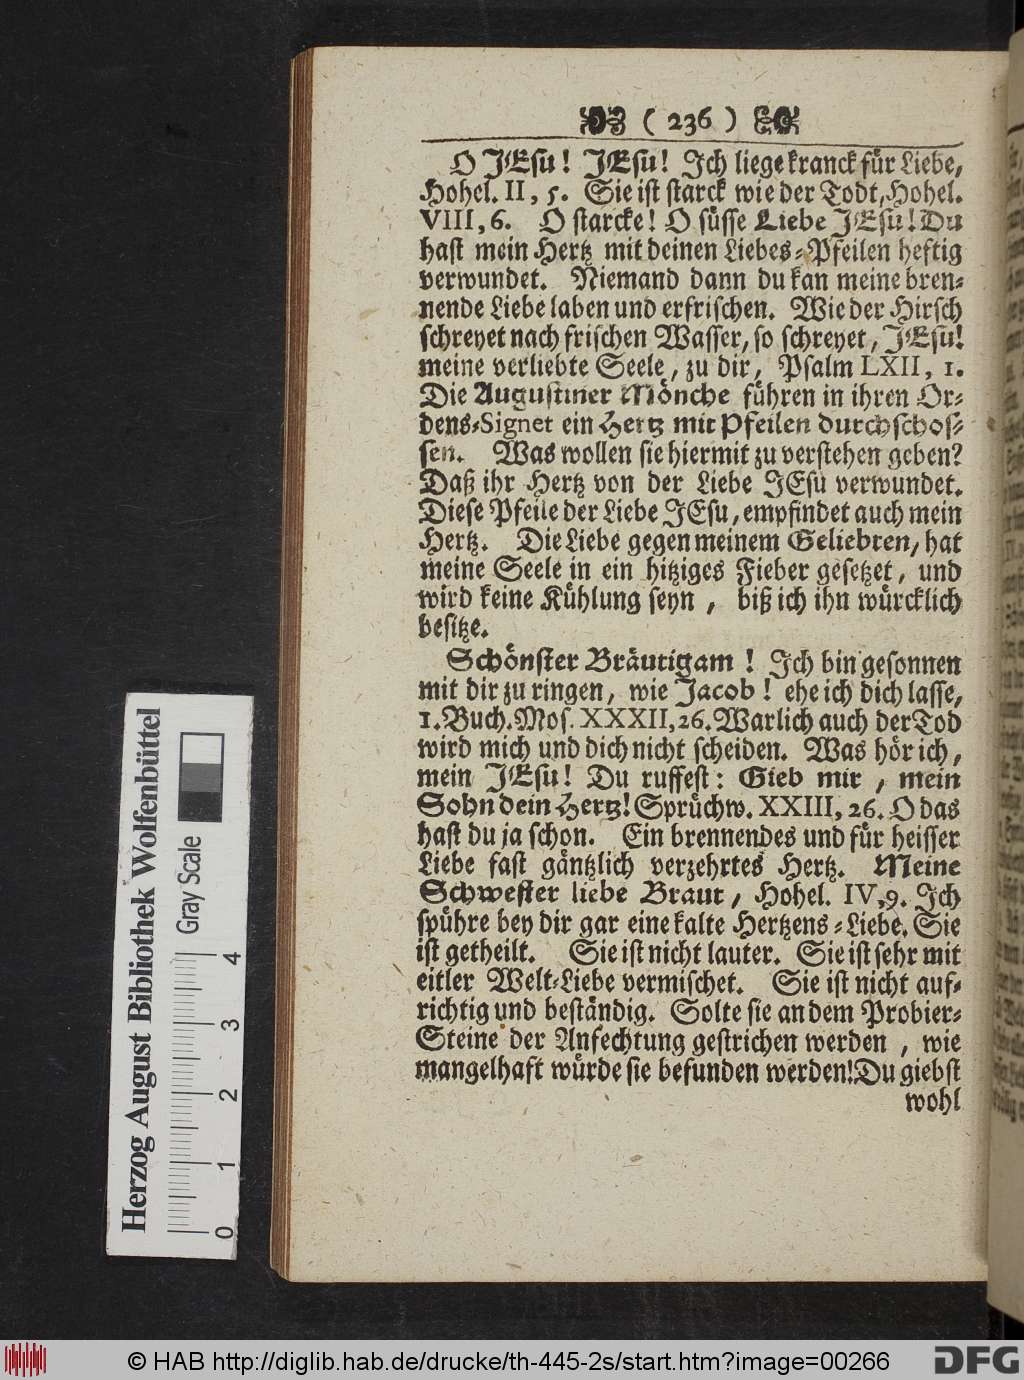 ( 236 )
O JEsu! JEsu! Ich liege kranck für Liebe,
Hohel. II, 5. Sie ist starck wie der Todt, Hohel.
VIII, 6. O starcke! O süsse Liebe JEsu! Du
hast mein Hertz mit deinen Liebes-Pfeilen heftig
verwundet. Niemand dann du kan meine bren-
nende Liebe laben und erfrischen. Wie der Hirsch
schreyet nach frischen Wasser, so schreyet, JEsu!
meine verliebte Seele, zu dir, Psalm LXII, 1.
Die Augustiner Mönche führen in ihren Or-
dens-Signet ein Hertz mit Pfeilen durchschos-
sen. Was wollen sie hiermit zu verstehen geben?
Daß ihr Hertz von der Liebe JEsu verwundet.
Diese Pfeile der Liebe JEsu, empfindet auch mein
Hertz. Die Liebe gegen meinem Geliebten, hat
meine Seele in ein hitziges Fieber gesetzet, und
wird keine Kühlung seyn, biß ich ihn würcklich
besitze.
Schönster Bräutigam! Ich bin gesonnen
mit dir zu ringen, wie Jacob! ehe ich dich lasse,
1. Buch. Mos. XXXII, 26. Warlich auch der Tod
wird mich und dich nicht scheiden. Was hör ich,
mein JEsu! Du ruffest: Gieb mir, mein
Sohn dein Hertz! Sprüchw. XXIII, 26. O das
hast du ja schon. Ein brennendes und für heisser
Liebe fast gäntzlich verzehrtes Hertz. Meine
Schwester liebe Braut, Hohel. IV, 9. Ich
spühre bey dir gar eine kalte Hertzens-Liebe. Sie
ist getheilt. Sie ist nicht lauter. Sie ist sehr mit
eitler Welt-Liebe vermischet. Sie ist nicht auf-
richtig und beständig. Solte sie an dem Probier-
Steine der Anfechtung gestrichen werden, wie
mangelhaft würde sie befunden werden! Du giebst
wohl
Herzog August Bibliothek Wolfenbüttel
Gray Scale
0 1 2 3 4
© HAB http://diglib.hab.de/drucke/th-445-2s/start.htm?image=00266
DFG